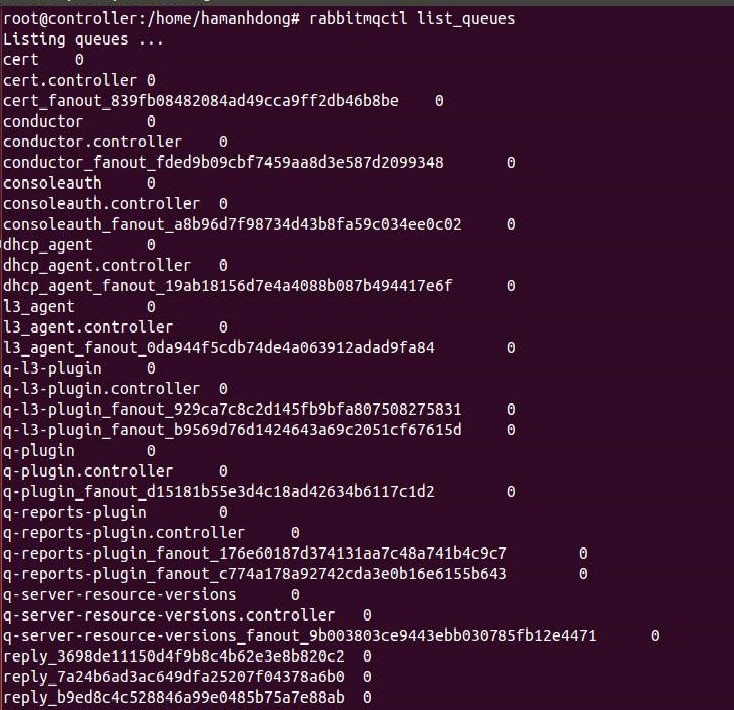 root@controller:/home/hamanhdong# rabbitmqctl list_queues
Listing queues ...
cert 0
cert.controller 0
cert_fanout_839fb08482084ad49cca9ff2db46b8be 0
conductor 0
conductor.controller 0
conductor_fanout_fded9b09cbf7459aa8d3e587d2099348 0
consoleauth 0
consoleauth.controller 0
consoleauth_fanout_a8b96d7f98734d43b8fa59c034ee0c02 0
dhcp_agent 0
dhcp_agent.controller 0
dhcp_agent_fanout_19ab18156d7e4a4088b087b494417e6f 0
l3_agent 0
l3_agent.controller 0
l3_agent_fanout_0da944f5cdb74de4a063912adad9fa84 0
q-l3-plugin 0
q-l3-plugin.controller 0
q-l3-plugin_fanout_929ca7c8c2d145fb9bfa807508275831 0
q-l3-plugin_fanout_b9569d76d1424643a69c2051cf67615d 0
q-plugin 0
q-plugin.controller 0
q-plugin_fanout_d15181b55e3d4c18ad42634b6117c1d2 0
q-reports-plugin 0
q-reports-plugin.controller 0
q-reports-plugin_fanout_176e60187d374131aa7c48a741b4c9c7 0
q-reports-plugin_fanout_c774a178a92742cda3e0b16e6155b643 0
q-server-resource-versions 0
q-server-resource-versions.controller 0
q-server-resource-versions_fanout_9b003803ce9443ebb030785fb12e4471 0
reply_3698de11150d4f9b8c4b62e3e8b820c2 0
reply_7a24b6ad3ac649dfa25207f04378a6b0 0
reply_b9ed8c4c528846a99e0485b75a7e88ab 0